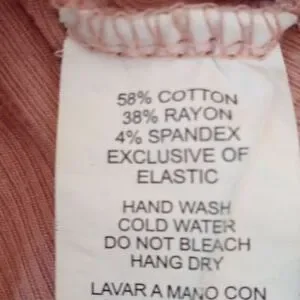 58% COTTON
38% RAYON
4% SPANDEX
EXCLUSIVE OF
ELASTIC
HAND WASH
COLD WATER
DO NOT BLEACH
HANG DRY
LAVAR A MANO CON